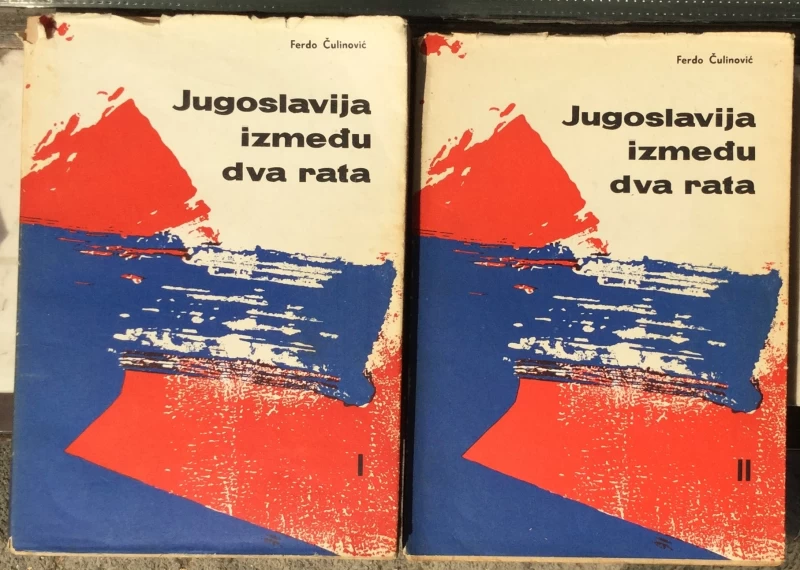 Ferdo Čulinović
Jugoslavija
između
dva rata
I
Ferdo Čulinović
Jugoslavija
između
dva rata
II